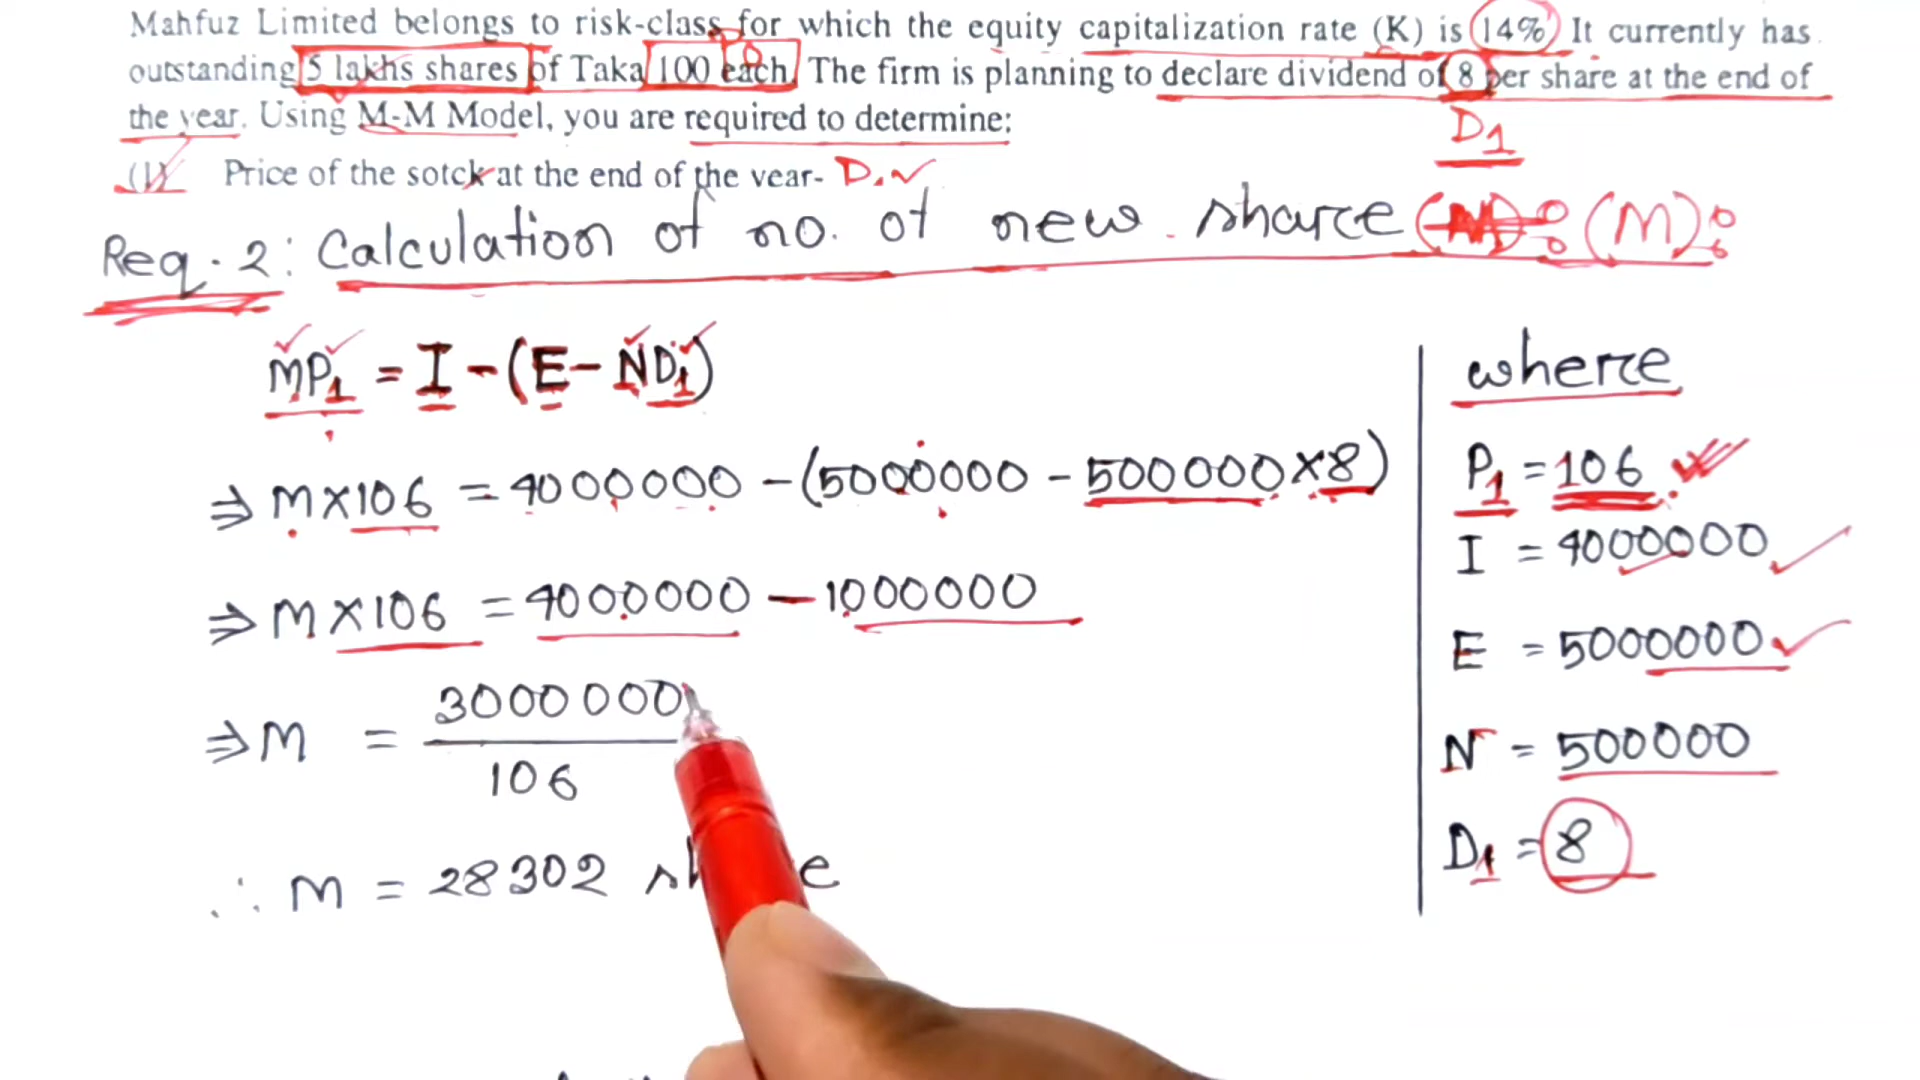 Mahfuz Limited belongs to risk-class for which the equity capitalization rate (K) is 14% It currently has
outstanding 5 lakhs shares of Taka 100 each. The firm is planning to declare dividend of 8 per share at the end of
the year. Using M-M Model, you are required to determine:
D1
(1) Price of the sotck at the end of the year- D.
Req. 2: Calculation of no. of new share (M):
MP1 = I - (E - ND1)
⇒ M×106 = 4000000 - (5000000 - 500000×8)
⇒ M×106 = 4000000 - 1000000
⇒ M = 3000000
106
∴ M = 28302
where
P1 = 106
I = 4000000
E = 5000000
N = 500000
D1 = 8